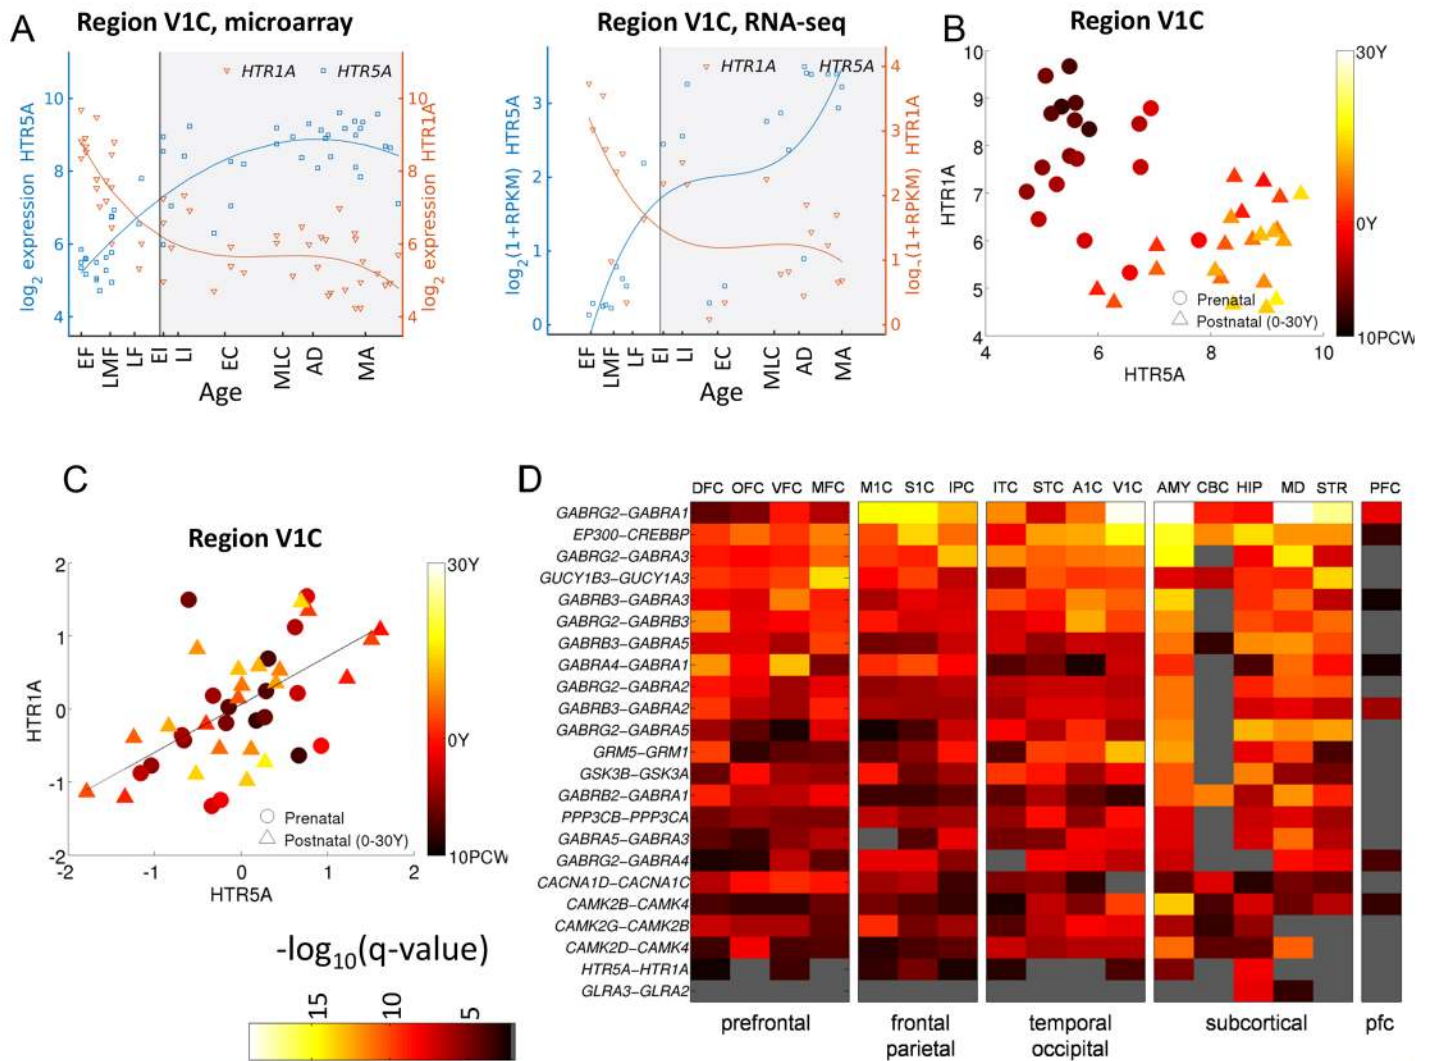 A
Region V1C, microarray
HTR1A HTR5A
log2 expression HTR5A
10
8
6
4
log2 expression HTR1A
10
8
6
4
EF LMF LF EI LI EC MLC AD MA
Age
Region V1C, RNA-seq
HTR1A HTR5A
log2(1+RPKM) HTR5A
3
2
1
0
log2(1+RPKM) HTR1A
4
3
2
1
0
EF LMF LF EI LI EC MLC AD MA
Age
B
Region V1C
HTR1A
10
9
8
7
6
5
4
4 6 8 10
HTR5A
Prenatal
Postnatal (0-30Y)
30Y
0Y
10PCW
C
Region V1C
HTR1A
2
1
0
-1
-2
-2 -1 0 1 2
HTR5A
Prenatal
Postnatal (0-30Y)
30Y
0Y
10PCW
-log10(q-value)
15 10 5
D
DFC OFC VFC MFC M1C S1C IPC ITC STC A1C V1C AMY CBC HIP MD STR PFC
GABRG2-GABRA1
EP300-CREBBP
GABRG2-GABRA3
GUCY1B3-GUCY1A3
GABRB3-GABRA3
GABRG2-GABRB3
GABRB3-GABRA5
GABRA4-GABRA1
GABRG2-GABRA2
GABRB3-GABRA2
GABRG2-GABRA5
GRM5-GRM1
GSK3B-GSK3A
GABRB2-GABRA1
PPP3CB-PPP3CA
GABRA5-GABRA3
GABRG2-GABRA4
CACNA1D-CACNA1C
CAMK2B-CAMK4
CAMK2G-CAMK2B
CAMK2D-CAMK4
HTR5A-HTR1A
GLRA3-GLRA2
prefrontal
frontal
parietal
temporal
occipital
subcortical
pfc